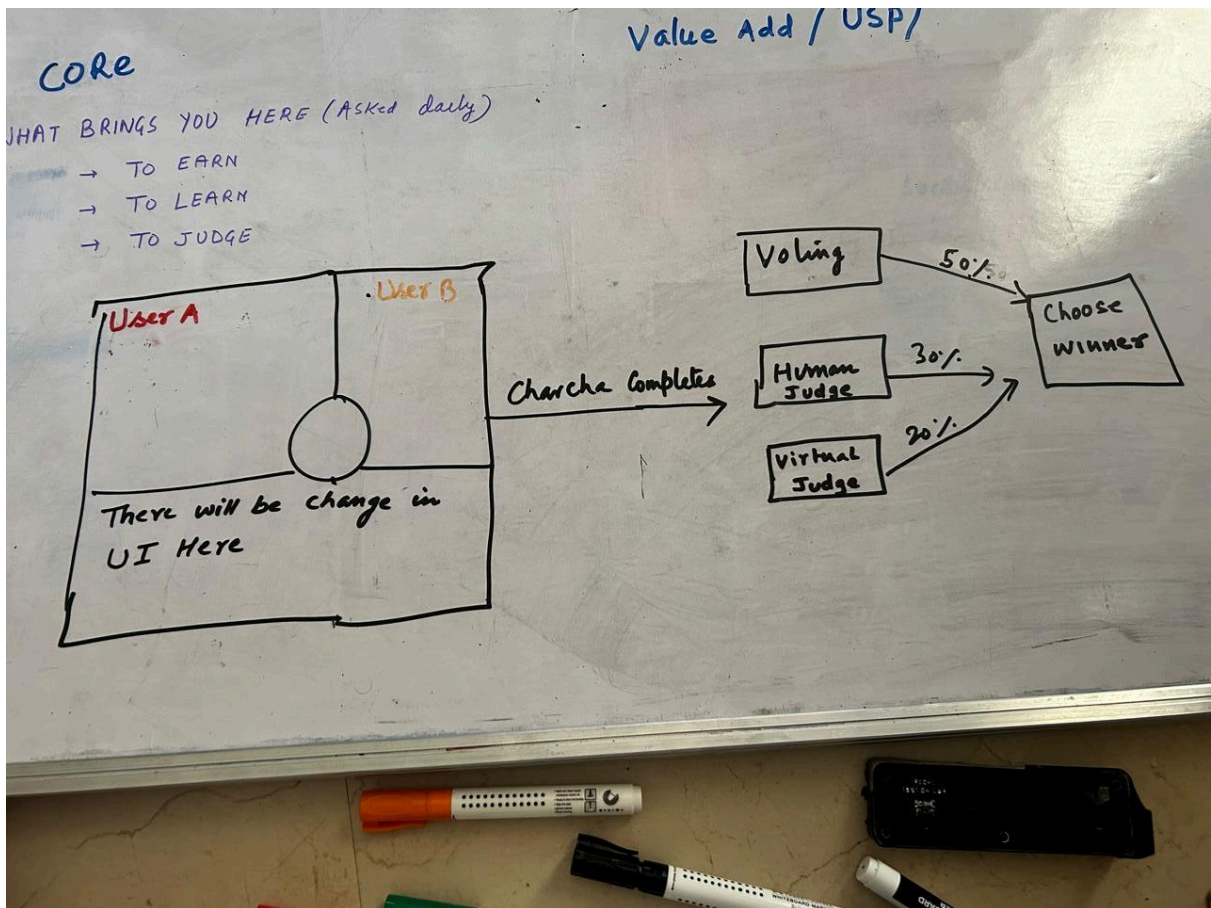 CORe
WHAT BRINGS YOU HERE (Asked daily)
→ TO EARN
→ TO LEARN
→ TO JUDGE
Value Add / USP/
User A
User B
There will be change in
UI Here
Charcha Completes
Voting
50%
Human
Judge
30%
Virtual
Judge
20%
Choose
Winner